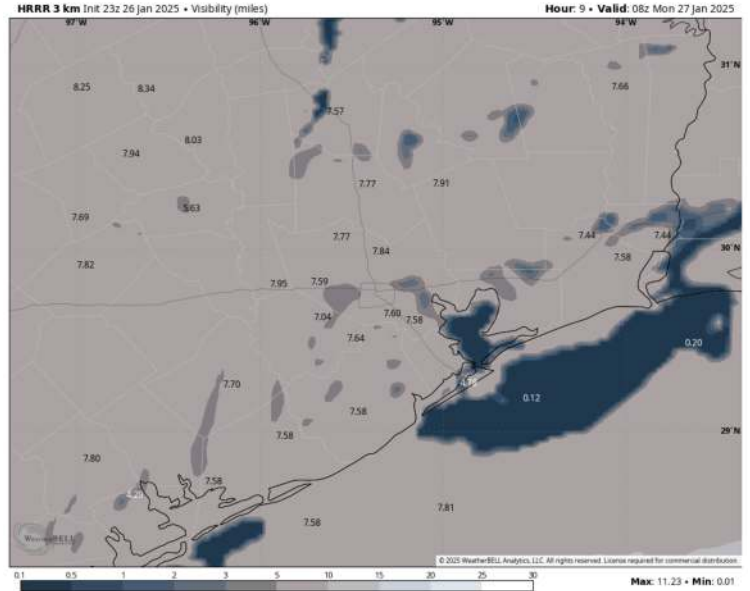 HRRR 3 km Init 23z 26 Jan 2025 • Visibility (miles)
Hour: 9 • Valid: 08z Mon 27 Jan 2025
97°W 96°W 95°W 94°W
31°N
8.25 8.34 7.66
7.57
8.03
7.94
7.77 7.91
5.63
7.69
7.77 7.44 7.44
7.84 30°N
7.82 7.58
7.95 7.59
7.04 7.60 7.58
7.64 0.20
7.70
0.12
7.58
7.58 29°N
7.80
7.58
7.81
7.58
WeatherBELL
© 2025 WeatherBELL Analytics, LLC. All rights reserved. License required for commercial distribution.
0.1 0.5 1 2 3 5 10 15 20 25 30
Max: 11.23 • Min: 0.01